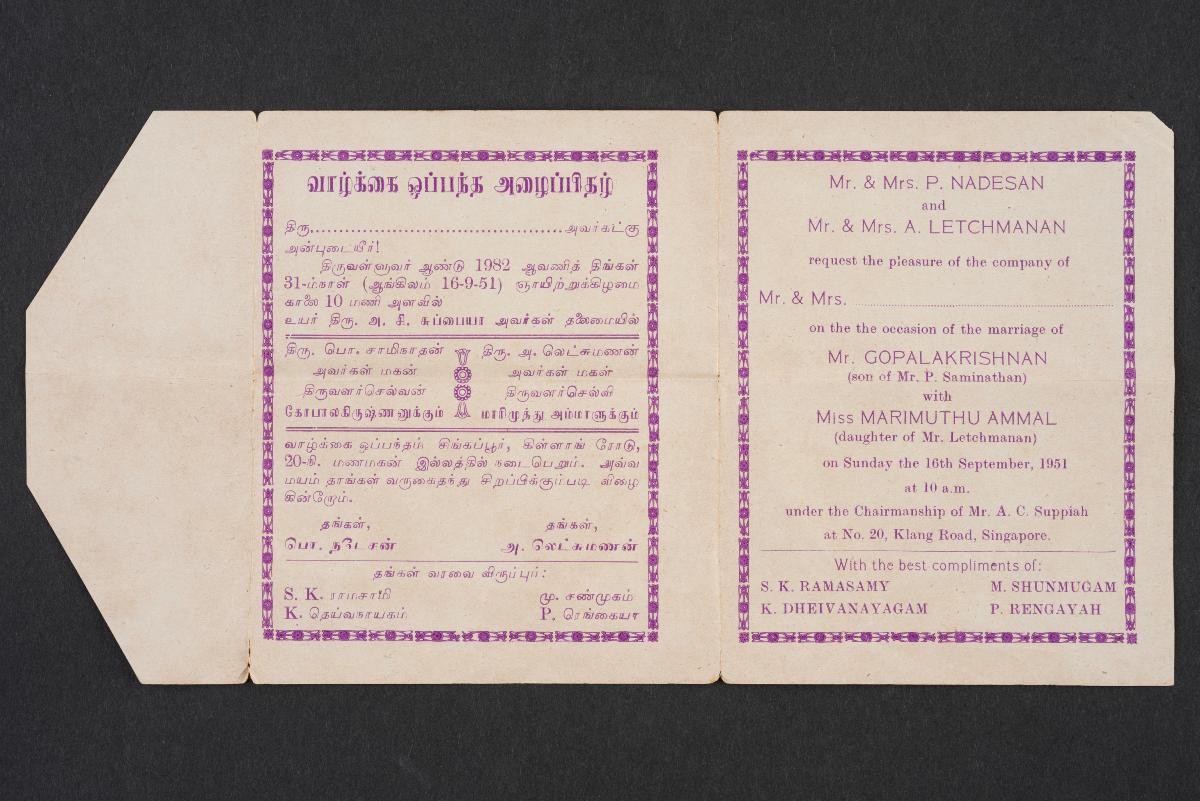 வாழ்க்கை ஒப்பந்த அழைப்பிதழ்
திரு..........................................அவர்கட்கு
அன்புடையீர்!
திருவள்ளுவர் ஆண்டு 1982 ஆவணித் திங்கள்
31-ம்நாள் (ஆங்கிலம் 16-9-51) ஞாயிற்றுக்கிழமை
காலை 10 மணி அளவில்
உயர் திரு. அ. சி. சுப்பையா அவர்கள் தலைமையில்
திரு. பொ. சாமிநாதன் திரு. அ. லெட்சுமணன்
அவர்கள் மகன் அவர்கள் மகள்
திருவளர்செல்வன் திருவளர்செல்வி
கோபாலகிருஷ்ணனுக்கும் மாரிமுத்து அம்மாளுக்கும்
வாழ்க்கை ஒப்பந்தம் சிங்கப்பூர், கிள்ளாங் ரோடு,
20-நி. மணமகன் இல்லத்தில் நடைபெறும். அவ்வ
மயம் தாங்கள் வருகைதந்து சிறப்பிக்கும்படி விழை
கின்றோம்.
தங்கள், தங்கள்,
பொ. நடேசன் அ. லெட்சுமணன்
தங்கள் வரவை விரும்பும்:
S. K. ராமசாமி மு. சண்முகம்
K. தெய்வநாயகம் P. ரெங்கையா
Mr. & Mrs. P. NADESAN
and
Mr. & Mrs. A. LETCHMANAN
request the pleasure of the company of
Mr. & Mrs. ..........................................
on the the occasion of the marriage of
Mr. GOPALAKRISHNAN
(son of Mr. P. Saminathan)
with
Miss MARIMUTHU AMMAL
(daughter of Mr. Letchmanan)
on Sunday the 16th September, 1951
at 10 a.m.
under the Chairmanship of Mr. A. C. Suppiah
at No. 20, Klang Road, Singapore.
With the best compliments of:
S. K. RAMASAMY M. SHUNMUGAM
K. DHEIVANAYAGAM P. RENGAYAH